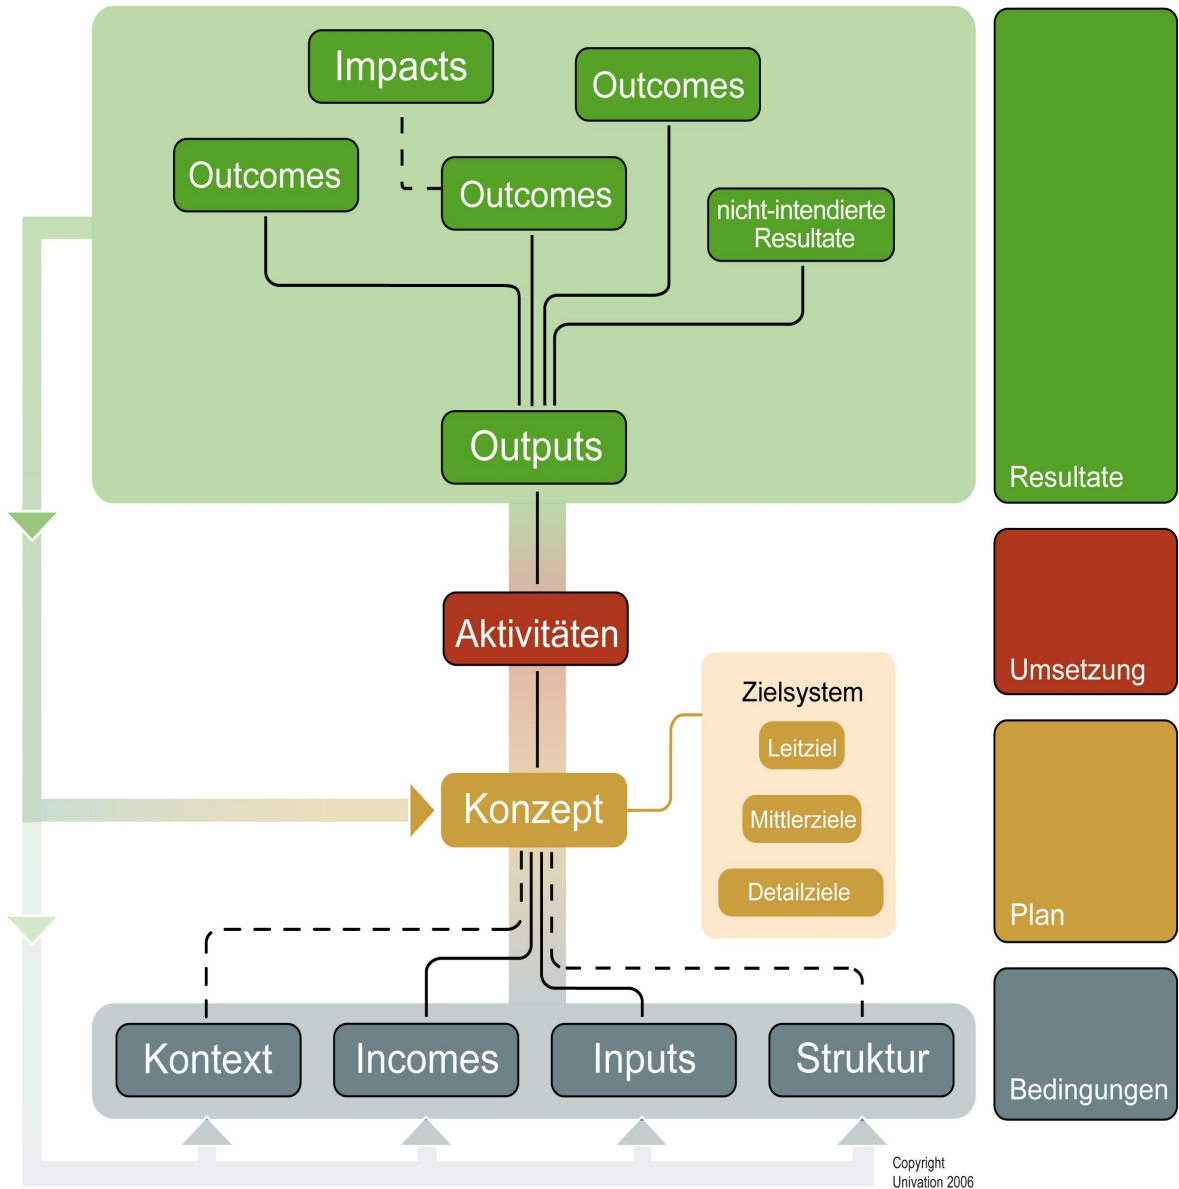 Impacts
Outcomes
Outcomes
Outcomes
nicht-intendierte
Resultate
Outputs
Resultate
Aktivitäten
Umsetzung
Zielsystem
Leitziel
Mittlerziele
Detailziele
Konzept
Plan
Kontext
Incomes
Inputs
Struktur
Bedingungen
Copyright
Univation 2006